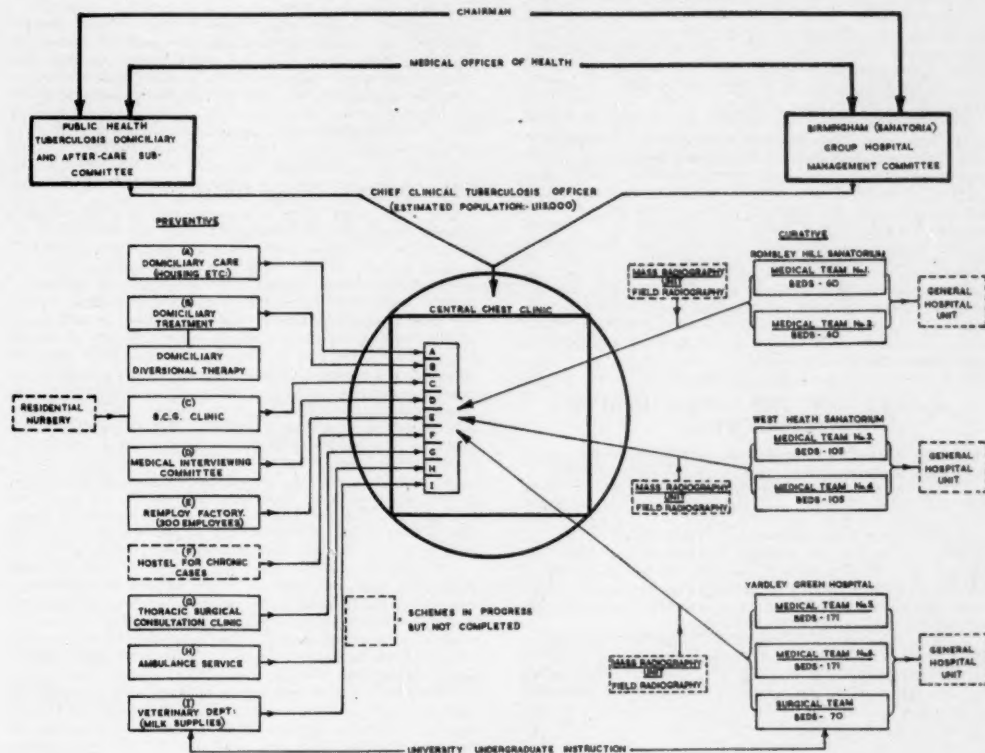 CHAIRMAN
MEDICAL OFFICER OF HEALTH
PUBLIC HEALTH
TUBERCULOSIS DOMICILIARY
AND AFTER-CARE SUB-
COMMITTEE
BIRMINGHAM (SANATORIA)
GROUP HOSPITAL
MANAGEMENT COMMITTEE
CHIEF CLINICAL TUBERCULOSIS OFFICER
(ESTIMATED POPULATION:- 1,115,000)
PREVENTIVE
(A)
DOMICILIARY CARE
(HOUSING ETC:)
(B)
DOMICILIARY
TREATMENT
DOMICILIARY
DIVERSIONAL THERAPY
RESIDENTIAL
NURSERY
(C)
B.C.G. CLINIC
(D)
MEDICAL INTERVIEWING
COMMITTEE
(E)
REMPLOY FACTORY.
(300 EMPLOYEES)
(F)
HOSTEL FOR CHRONIC
CASES
(G)
THORACIC SURGICAL
CONSULTATION CLINIC
(H)
AMBULANCE SERVICE
(I)
VETERINARY DEPT:
(MILK SUPPLIES)
CENTRAL CHEST CLINIC
A
B
C
D
E
F
G
H
I
= SCHEMES IN PROGRESS
BUT NOT COMPLETED
CURATIVE
ROMSLEY HILL SANATORIUM
MASS RADIOGRAPHY
UNIT
FIELD RADIOGRAPHY
MEDICAL TEAM No.1.
BEDS - 60
MEDICAL TEAM No.2.
BEDS - 60
GENERAL
HOSPITAL
UNIT
WEST HEATH SANATORIUM
MASS RADIOGRAPHY
UNIT
FIELD RADIOGRAPHY
MEDICAL TEAM No.3.
BEDS - 105
MEDICAL TEAM No.4.
BEDS - 105
GENERAL
HOSPITAL
UNIT
YARDLEY GREEN HOSPITAL
MASS RADIOGRAPHY
UNIT
FIELD RADIOGRAPHY
MEDICAL TEAM No.5.
BEDS - 171
MEDICAL TEAM No.6.
BEDS - 171
SURGICAL TEAM
BEDS - 70
GENERAL
HOSPITAL
UNIT
UNIVERSITY UNDERGRADUATE INSTRUCTION